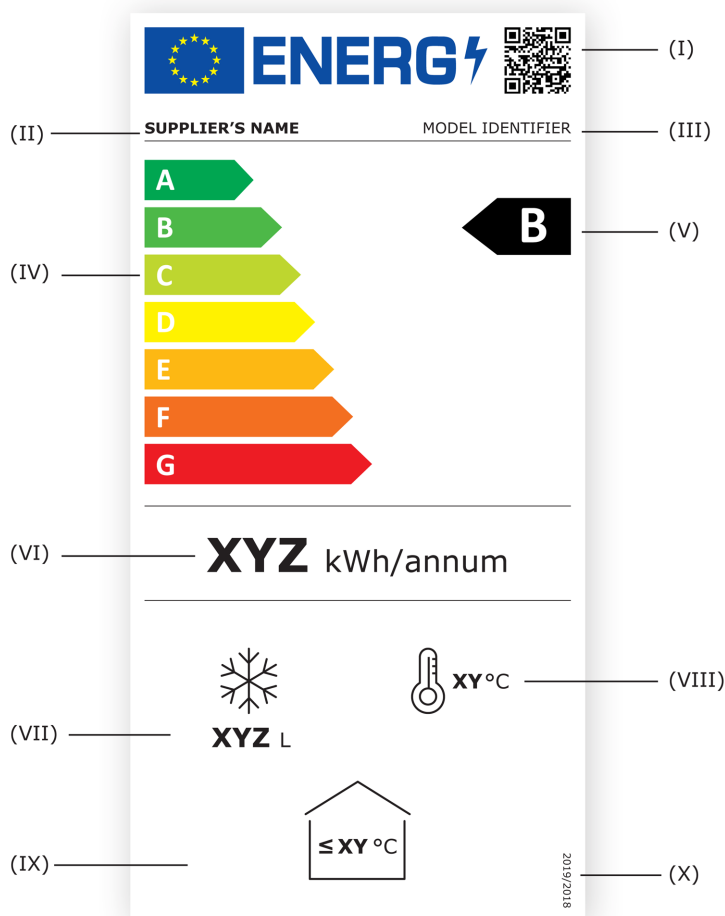 ENERG
(I)
(II)
SUPPLIER'S NAME
MODEL IDENTIFIER
(III)
A
B
B
(V)
(IV)
C
D
E
F
G
(VI)
XYZ kWh/annum
XY °C
(VIII)
(VII)
XYZ L
≤ XY °C
(IX)
2019/2018
(X)